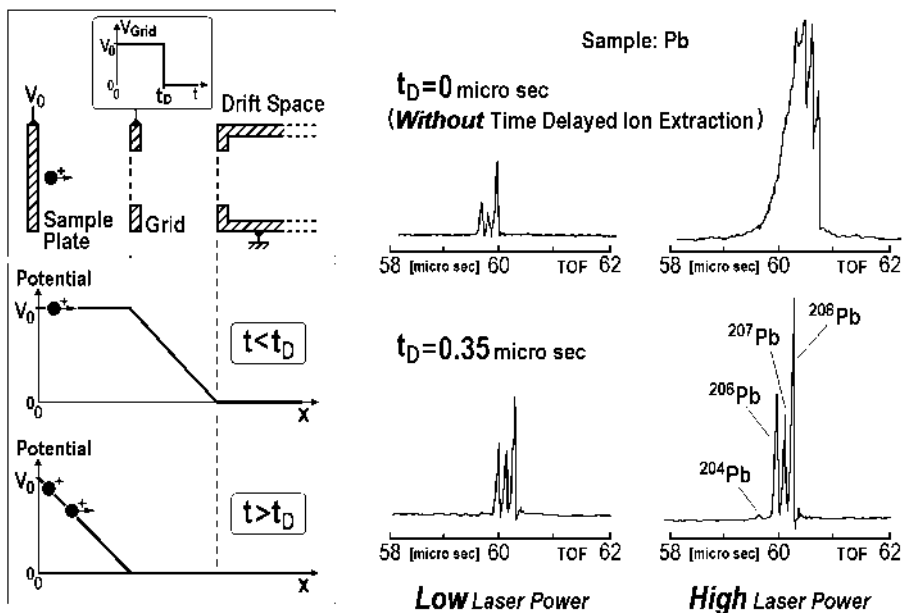 V Grid
V0
0 0
tD t
V0
Drift Space
+
Sample
Plate
Grid
Potential
V0
+
t<tD
0 0
X
Potential
V0
+
+
t>tD
0 0
X
Sample: Pb
tD=0 micro sec
(Without Time Delayed Ion Extraction)
58 [micro sec] 60 TOF 62
58 [micro sec] 60 TOF 62
tD=0.35 micro sec
208Pb
207Pb
206Pb
204Pb
58 [micro sec] 60 TOF 62
58 [micro sec] 60 TOF 62
Low Laser Power
High Laser Power